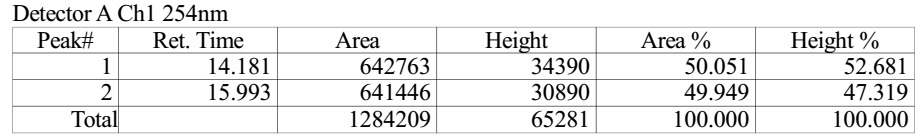 Detector A Ch1 254nm
Peak# Ret. Time Area Height Area % Height %
1 14.181 642763 34390 50.051 52.681
2 15.993 641446 30890 49.949 47.319
Total 1284209 65281 100.000 100.000